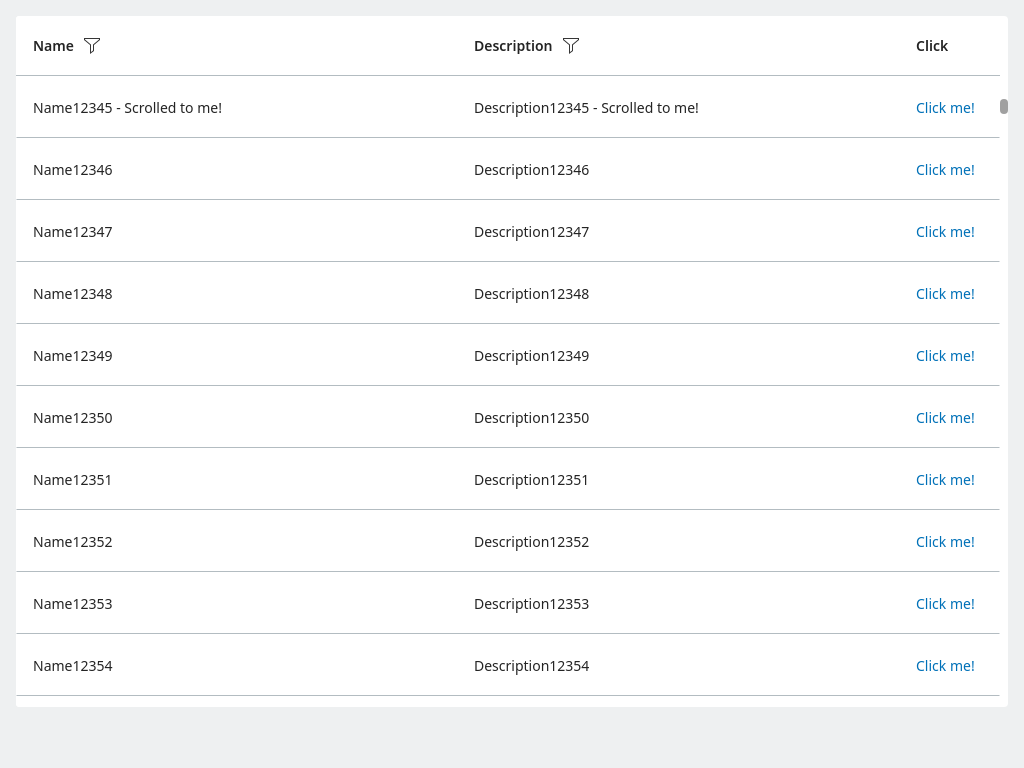 Name Description Click
Name12345 - Scrolled to me! Description12345 - Scrolled to me! Click me!
Name12346 Description12346 Click me!
Name12347 Description12347 Click me!
Name12348 Description12348 Click me!
Name12349 Description12349 Click me!
Name12350 Description12350 Click me!
Name12351 Description12351 Click me!
Name12352 Description12352 Click me!
Name12353 Description12353 Click me!
Name12354 Description12354 Click me!